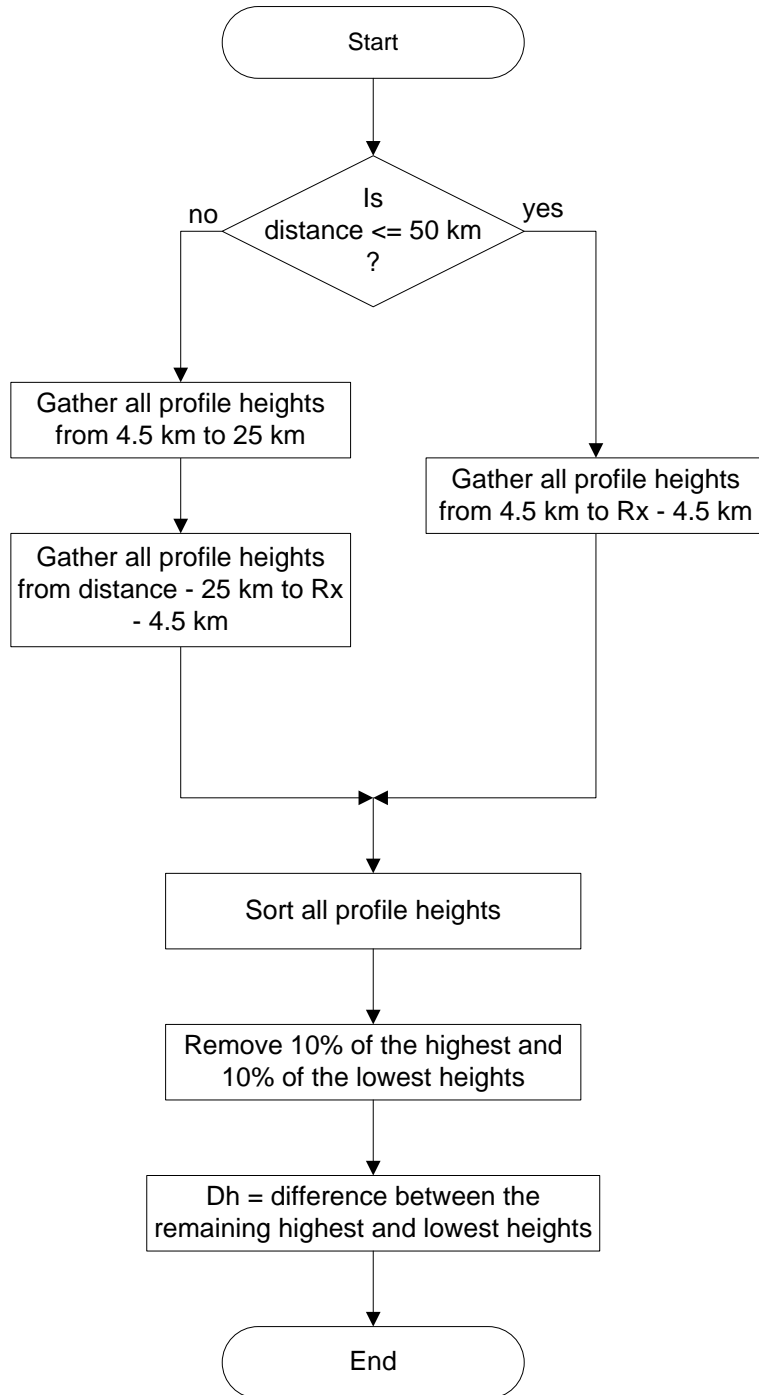 Start
Is
distance <= 50 km
?
no
yes
Gather all profile heights
from 4.5 km to 25 km
Gather all profile heights
from distance - 25 km to Rx
- 4.5 km
Gather all profile heights
from 4.5 km to Rx - 4.5 km
Sort all profile heights
Remove 10% of the highest and
10% of the lowest heights
Dh = difference between the
remaining highest and lowest heights
End